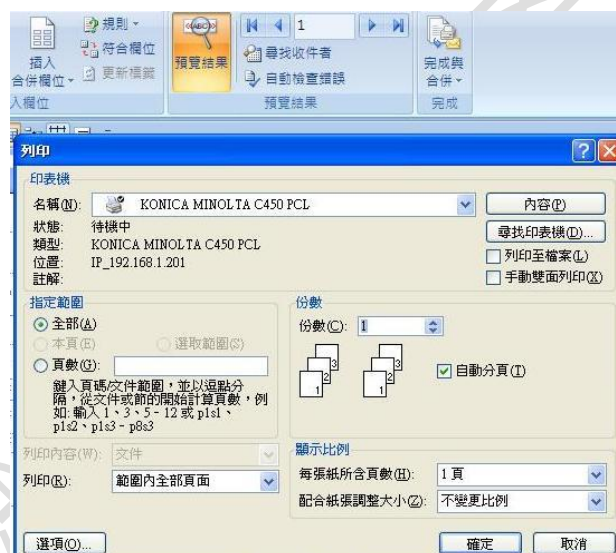 規則
插入
合併欄位
符合欄位
更新標籤
入欄位
«ABC»
預覽結果
1
尋找收件者
自動檢查錯誤
預覽結果
完成與
合併
完成
列印
印表機
名稱(N): KONICA MINOLTA C450 PCL
內容(P)
狀態: 待機中
尋找印表機(D)...
類型: KONICA MINOLTA C450 PCL
位置: IP_192.168.1.201
列印至檔案(L)
註解:
手動雙面列印(X)
指定範圍
全部(A)
本頁(E) 選取範圍(S)
頁數(G):
鍵入頁碼/文件範圍,並以逗點分
隔,從文件或節的開始計算頁數,例
如: 輸入 1、3、5 - 12 或 p1s1、
p1s2、p1s3 - p8s3
份數
份數(C): 1
3 3
2 2
1 1
自動分頁(T)
列印內容(W): 文件
列印(R): 範圍內全部頁面
顯示比例
每張紙所含頁數(H): 1 頁
配合紙張調整大小(Z): 不變更比例
選項(O)...
確定
取消